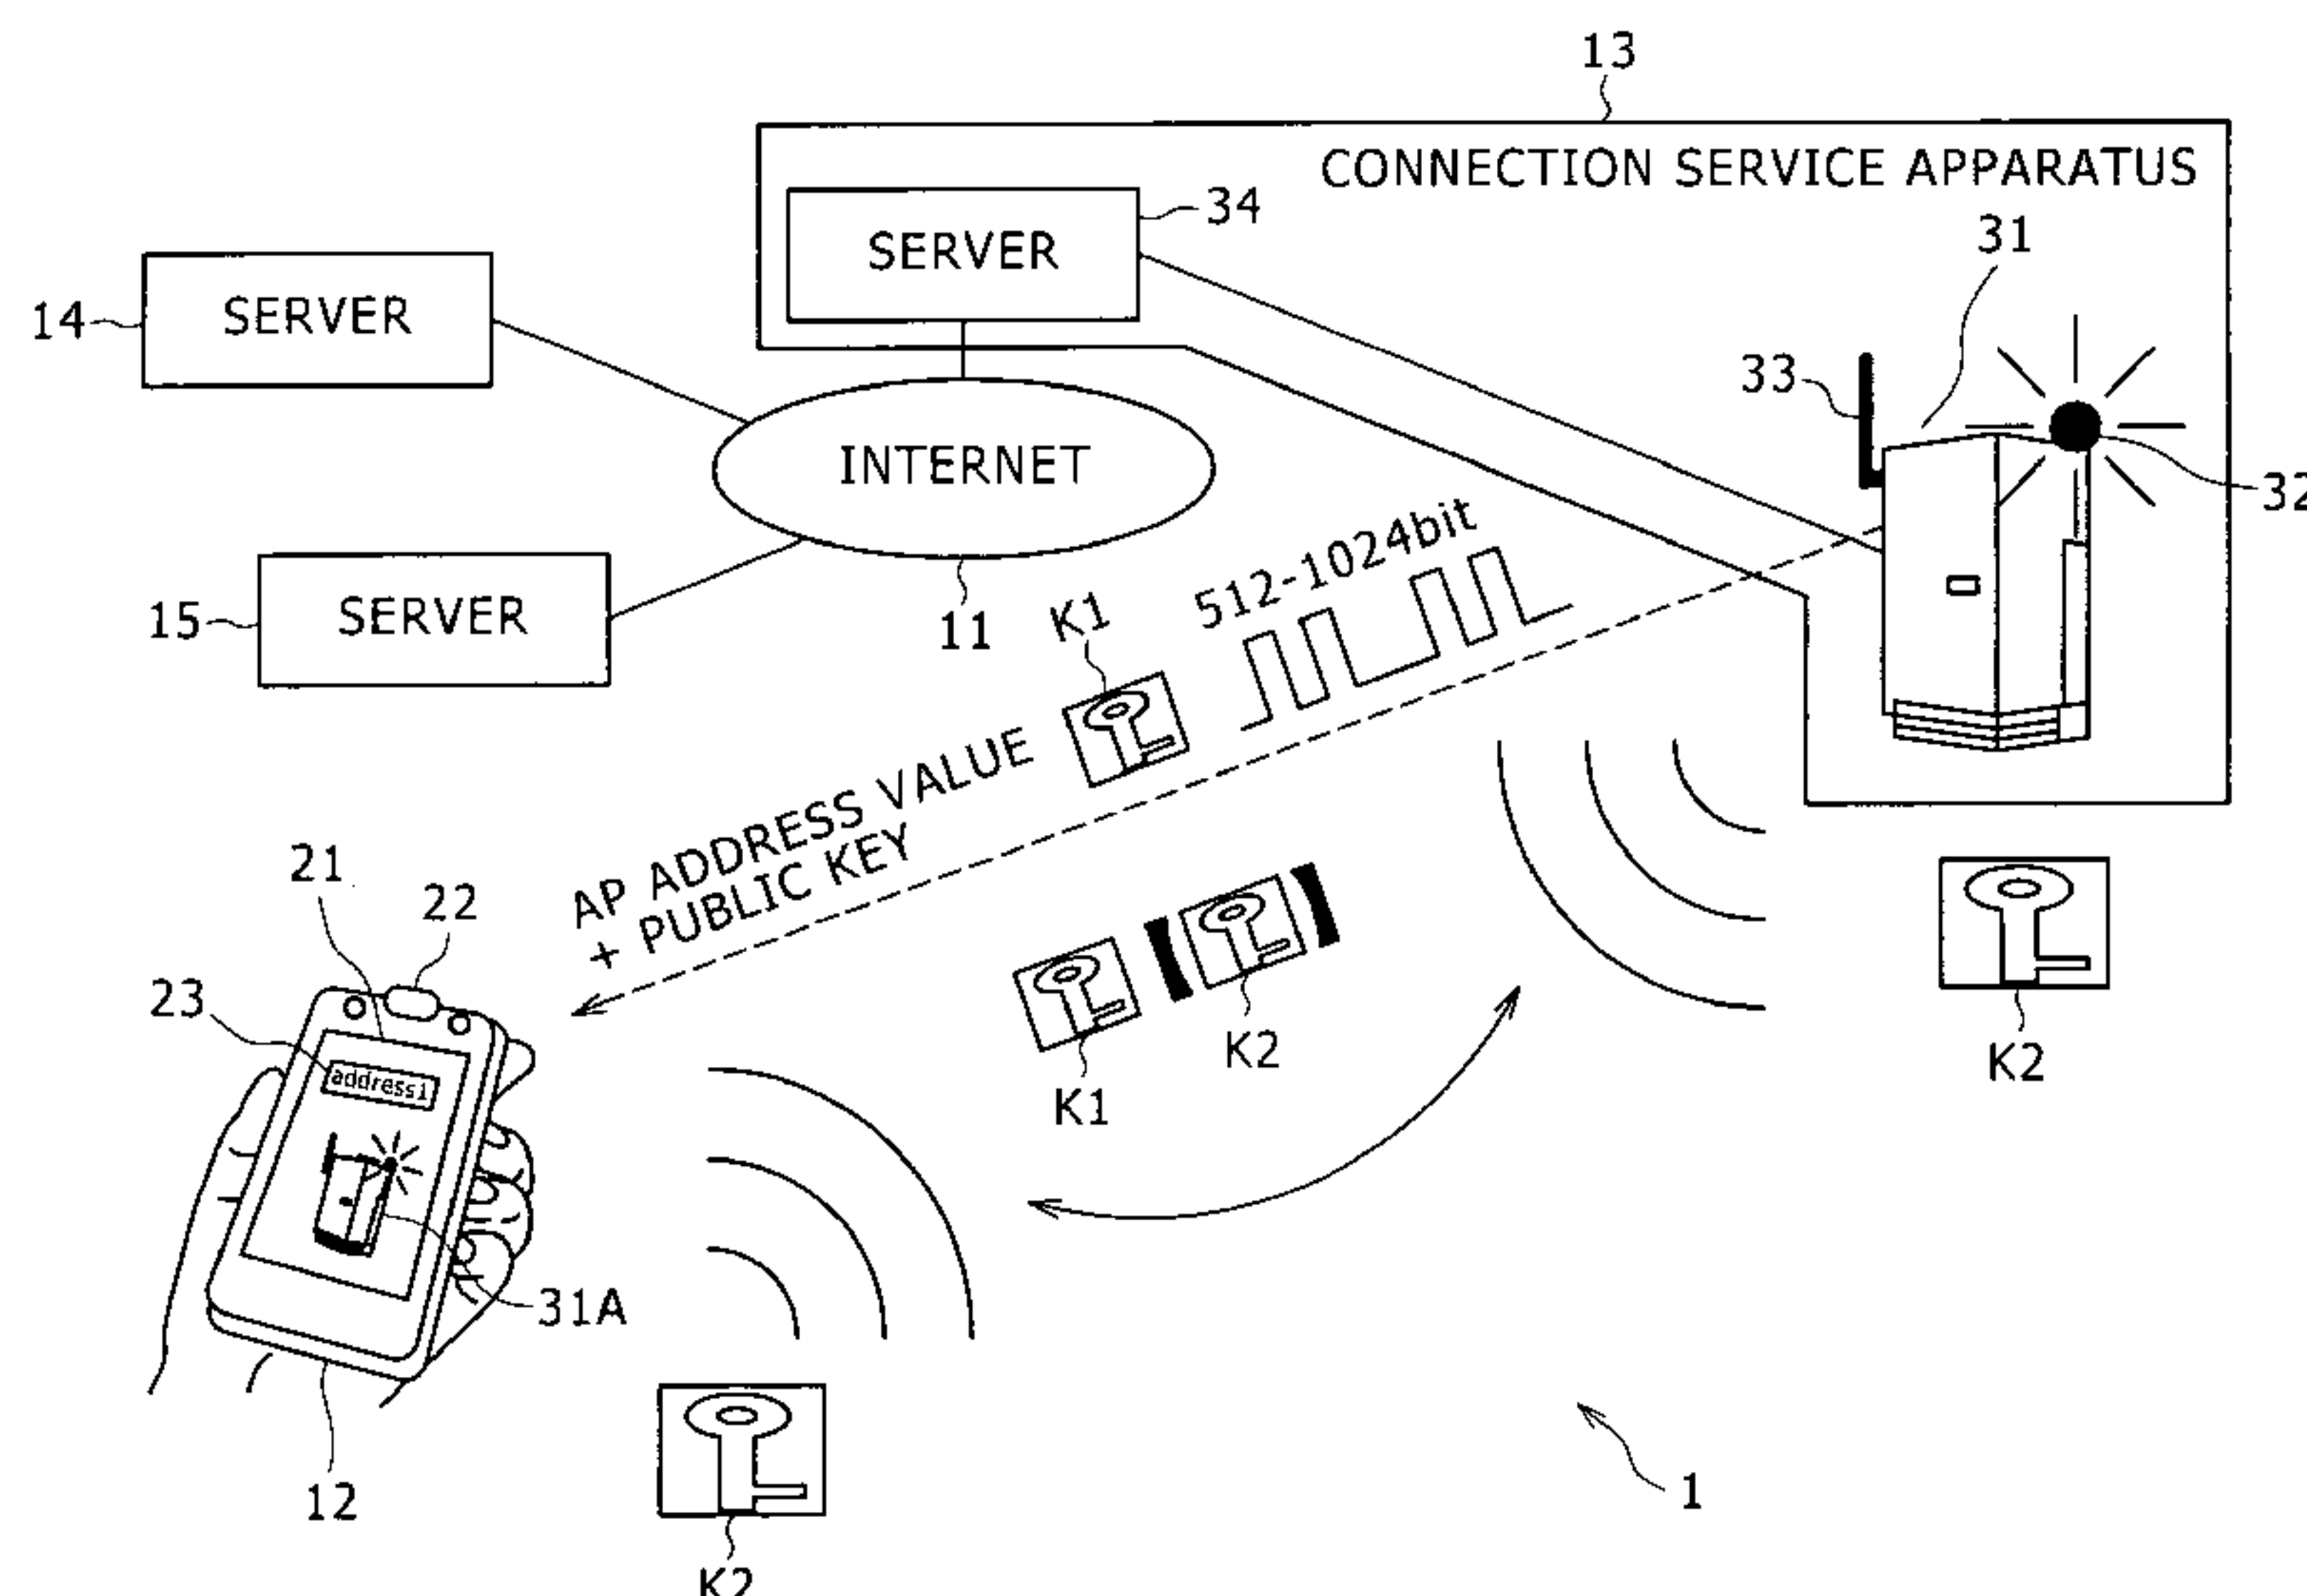 13
CONNECTION SERVICE APPARATUS
34
SERVER
31
14
SERVER
33
INTERNET
32
512-1024bit
15
SERVER
11
K1
AP ADDRESS VALUE
+ PUBLIC KEY
21
22
23
address1
K1
K2
K2
31A
12
K2
1